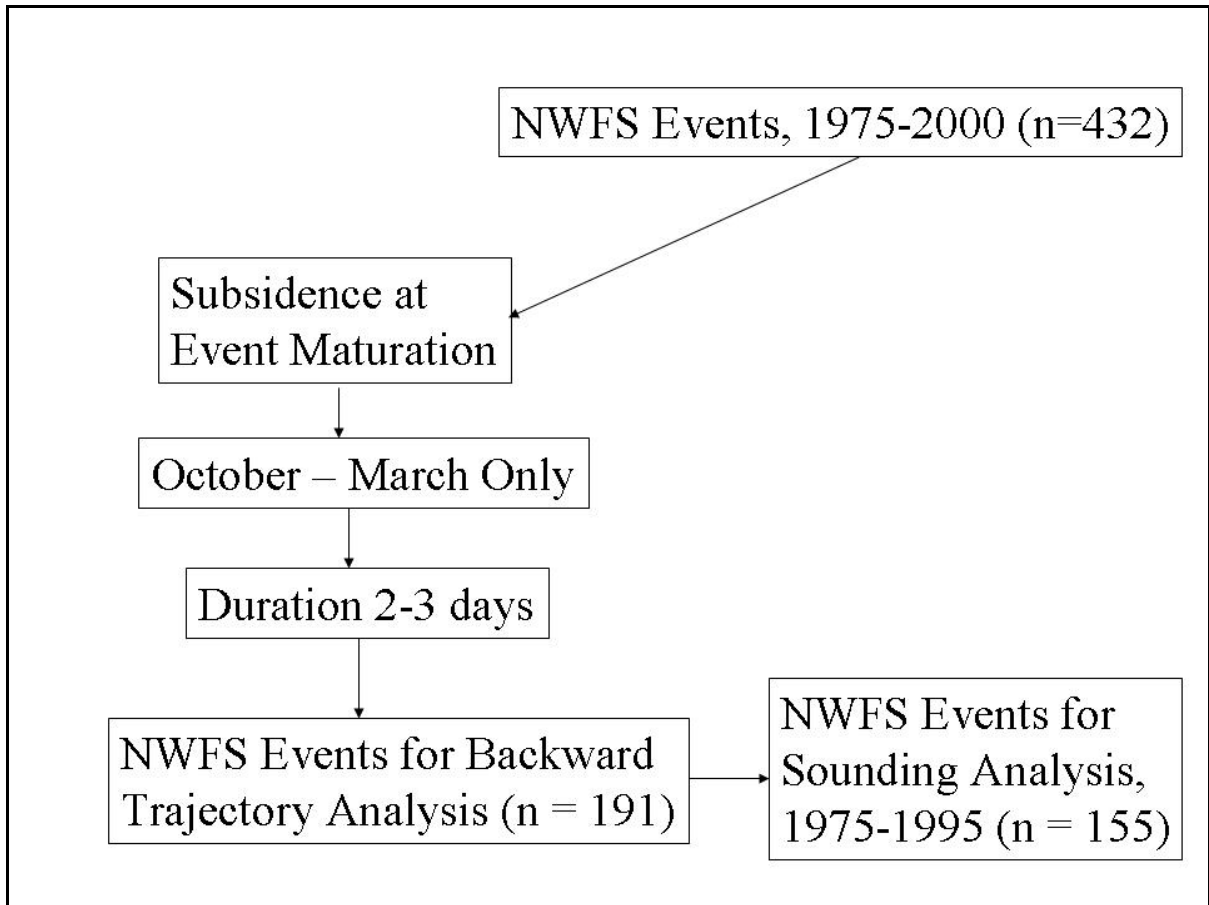 NWFS Events, 1975-2000 (n=432)
Subsidence at
Event Maturation
October – March Only
Duration 2-3 days
NWFS Events for Backward
Trajectory Analysis (n = 191)
NWFS Events for
Sounding Analysis,
1975-1995 (n = 155)